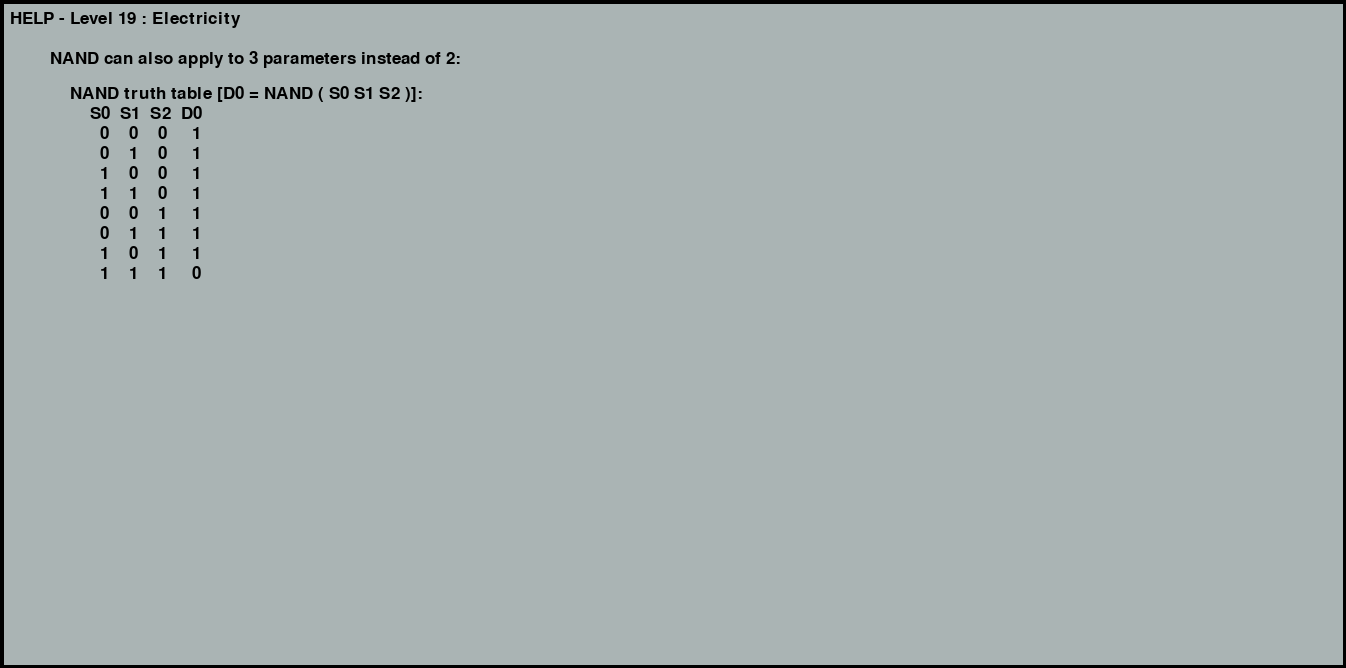 HELP - Level 19 : Electricity
NAND can also apply to 3 parameters instead of 2:
NAND truth table [D0 = NAND ( S0 S1 S2 )]:
S0 S1 S2 D0
0 0 0 1
0 1 0 1
1 0 0 1
1 1 0 1
0 0 1 1
0 1 1 1
1 0 1 1
1 1 1 0